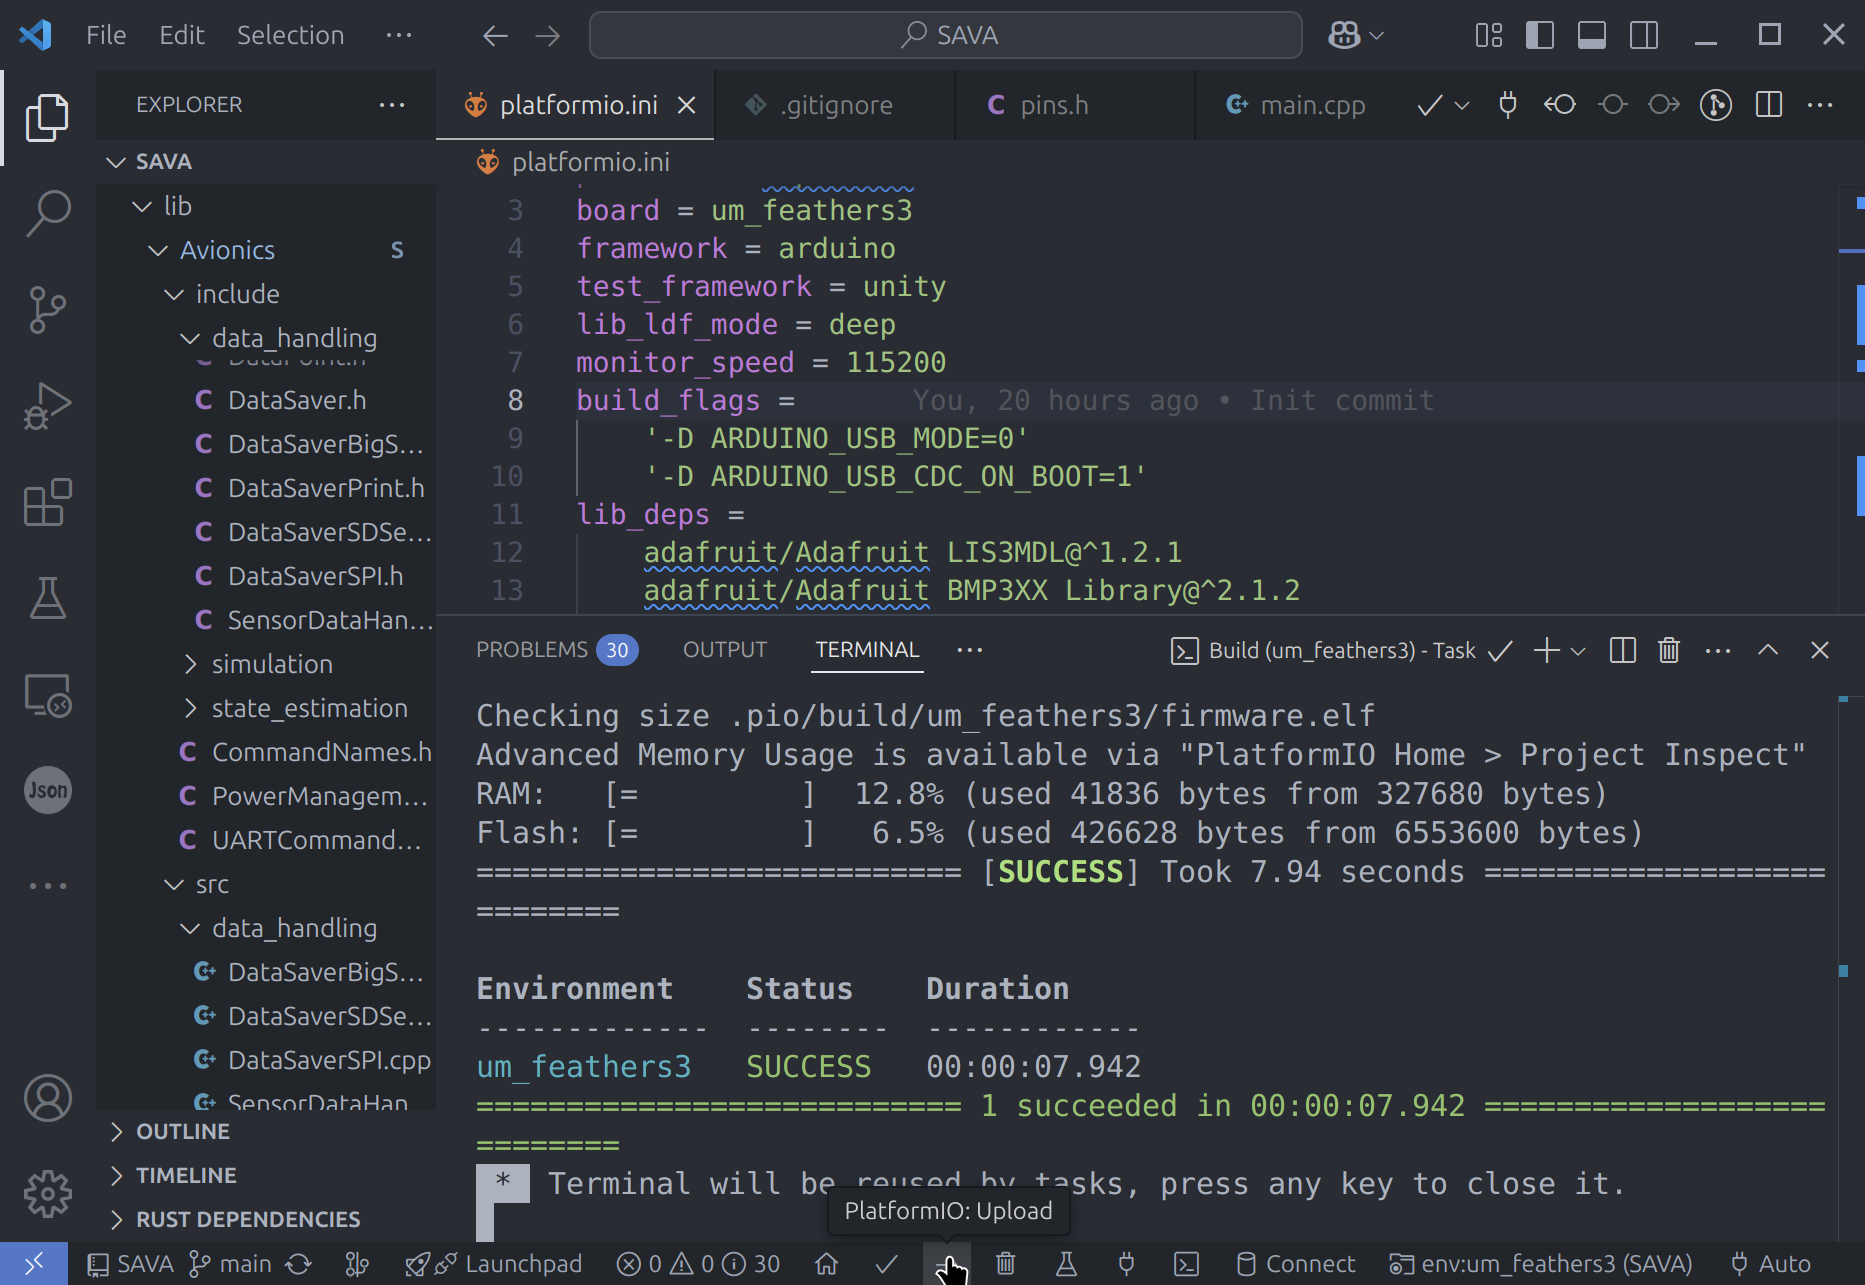 File Edit Selection ··· SAVA
EXPLORER ···
platformio.ini .gitignore C pins.h main.cpp
SAVA
platformio.ini
lib
Avionics S
include
data_handling
DataPoint.h
C DataSaver.h
C DataSaverBigS...
C DataSaverPrint.h
C DataSaverSDSe...
C DataSaverSPI.h
C SensorDataHan...
simulation
state_estimation
C CommandNames.h
C PowerManagem...
C UARTCommand...
src
data_handling
DataSaverBigS...
DataSaverSDSe...
DataSaverSPI.cpp
SensorDataHan
OUTLINE
TIMELINE
RUST DEPENDENCIES
Json
3 board = um_feathers3
4 framework = arduino
5 test_framework = unity
6 lib_ldf_mode = deep
7 monitor_speed = 115200
8 build_flags = You, 20 hours ago • Init commit
9 '-D ARDUINO_USB_MODE=0'
10 '-D ARDUINO_USB_CDC_ON_BOOT=1'
11 lib_deps =
12 adafruit/Adafruit LIS3MDL@^1.2.1
13 adafruit/Adafruit BMP3XX Library@^2.1.2
PROBLEMS 30 OUTPUT TERMINAL ··· Build (um_feathers3) - Task
Checking size .pio/build/um_feathers3/firmware.elf
Advanced Memory Usage is available via "PlatformIO Home > Project Inspect"
RAM: [= ] 12.8% (used 41836 bytes from 327680 bytes)
Flash: [= ] 6.5% (used 426628 bytes from 6553600 bytes)
=========================== [SUCCESS] Took 7.94 seconds ===================
========
Environment Status Duration
------------- -------- ------------
um_feathers3 SUCCESS 00:00:07.942
=========================== 1 succeeded in 00:00:07.942 ===================
========
* Terminal will be reused by tasks, press any key to close it.
PlatformIO: Upload
SAVA main Launchpad 0 0 30 Connect env:um_feathers3 (SAVA) Auto